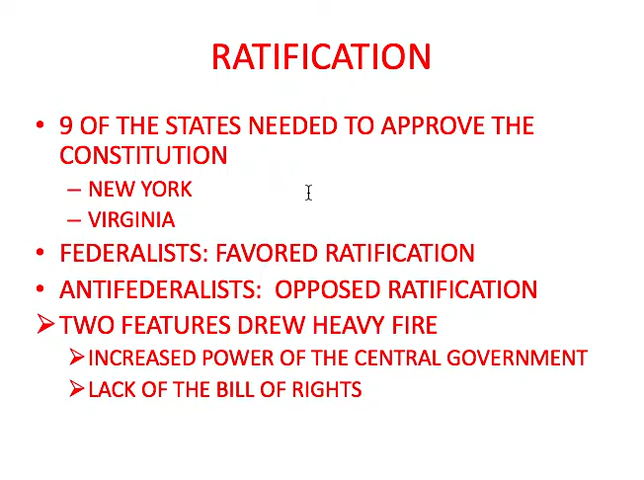 RATIFICATION
• 9 OF THE STATES NEEDED TO APPROVE THE
CONSTITUTION
– NEW YORK
– VIRGINIA
• FEDERALISTS: FAVORED RATIFICATION
• ANTIFEDERALISTS:  OPPOSED RATIFICATION
➢ TWO FEATURES DREW HEAVY FIRE
➢ INCREASED POWER OF THE CENTRAL GOVERNMENT
➢ LACK OF THE BILL OF RIGHTS